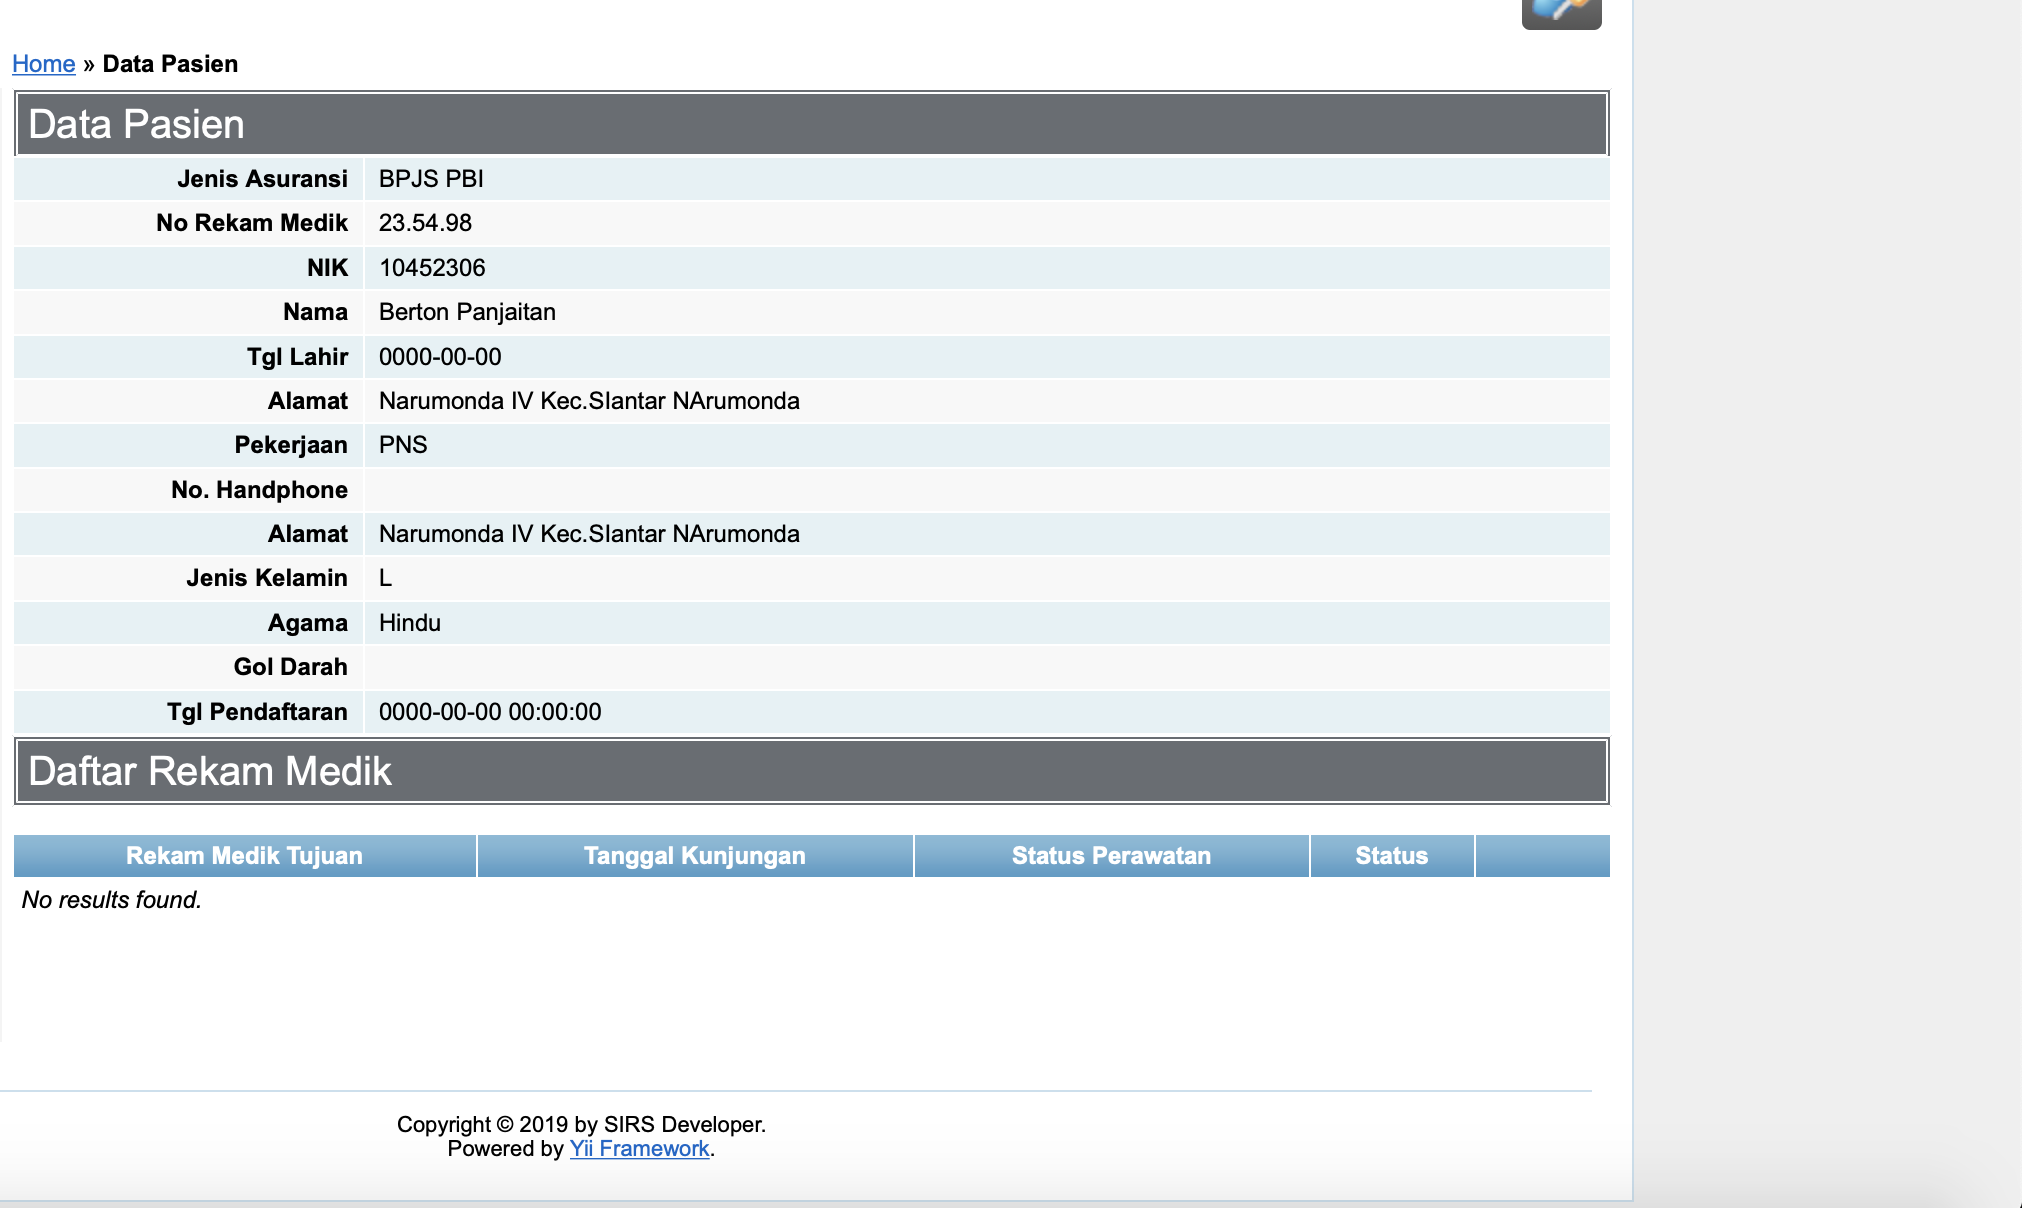 Home » Data Pasien
Data Pasien
Jenis Asuransi BPJS PBI
No Rekam Medik 23.54.98
NIK 10452306
Nama Berton Panjaitan
Tgl Lahir 0000-00-00
Alamat Narumonda IV Kec.SIantar NArumonda
Pekerjaan PNS
No. Handphone
Alamat Narumonda IV Kec.SIantar NArumonda
Jenis Kelamin L
Agama Hindu
Gol Darah
Tgl Pendaftaran 0000-00-00 00:00:00
Daftar Rekam Medik
Rekam Medik Tujuan Tanggal Kunjungan Status Perawatan Status
No results found.
Copyright © 2019 by SIRS Developer.
Powered by Yii Framework.